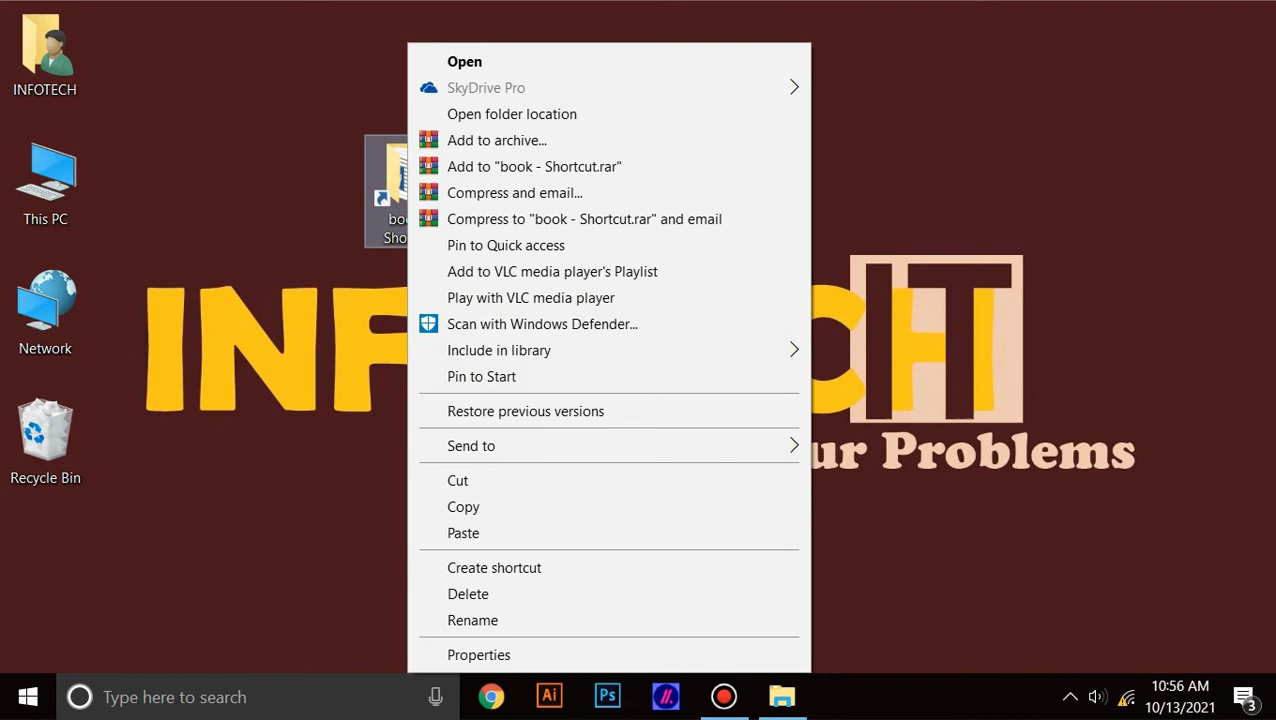 INFOTECH
This PC
Network
Recycle Bin
Open
SkyDrive Pro
Open folder location
Add to archive...
Add to "book - Shortcut.rar"
Compress and email...
Compress to "book - Shortcut.rar" and email
Pin to Quick access
Add to VLC media player's Playlist
Play with VLC media player
Scan with Windows Defender...
Include in library
Pin to Start
Restore previous versions
Send to
Cut
Copy
Paste
Create shortcut
Delete
Rename
Properties
INF CH IT
Problems
Type here to search
Ai
Ps
10:56 AM
10/13/2021
3